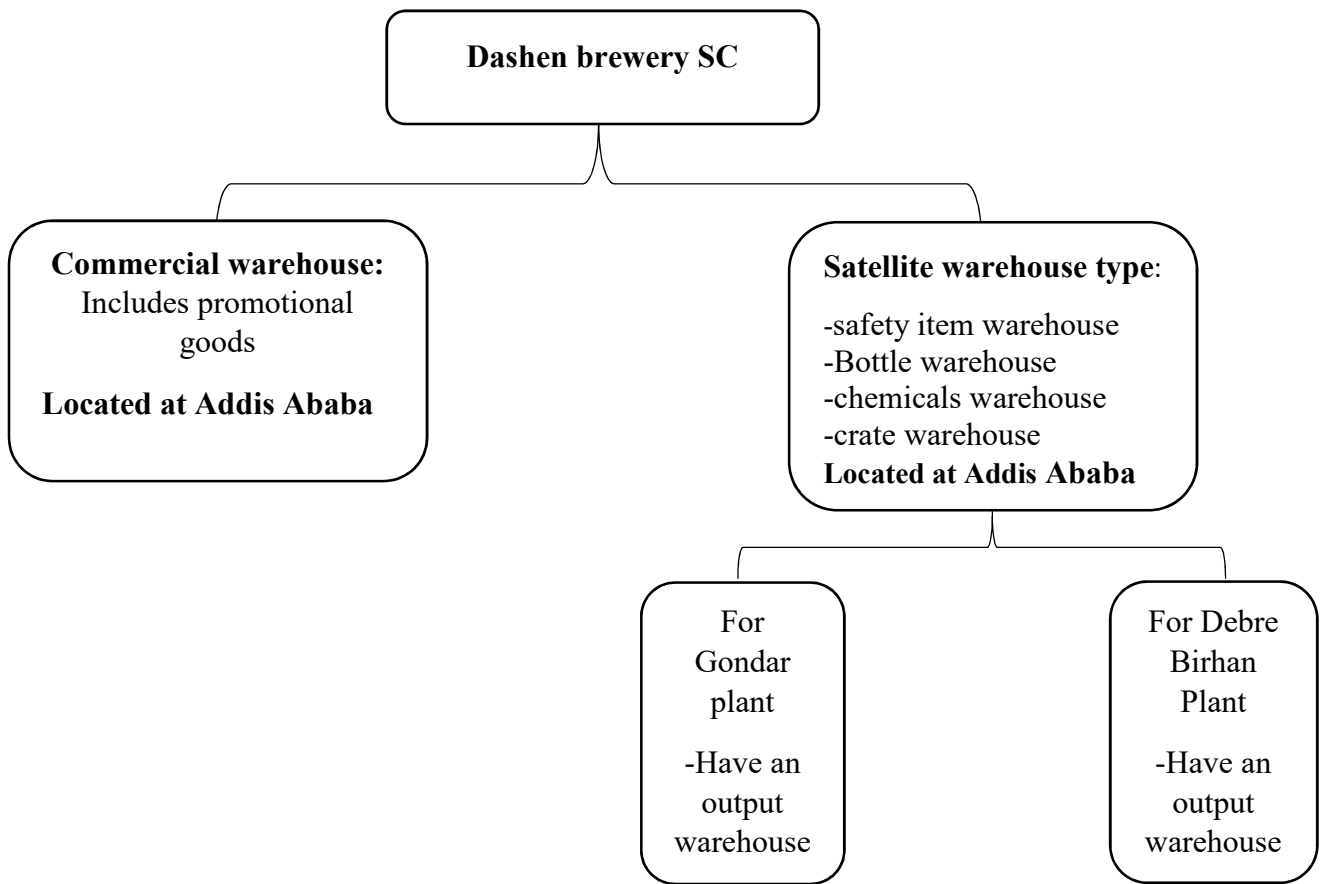 Dashen brewery SC
Commercial warehouse:
Includes promotional
goods
Located at Addis Ababa
Satellite warehouse type:
-safety item warehouse
-Bottle warehouse
-chemicals warehouse
-crate warehouse
Located at Addis Ababa
For
Gondar
plant
-Have an
output
warehouse
For Debre
Birhan
Plant
-Have an
output
warehouse